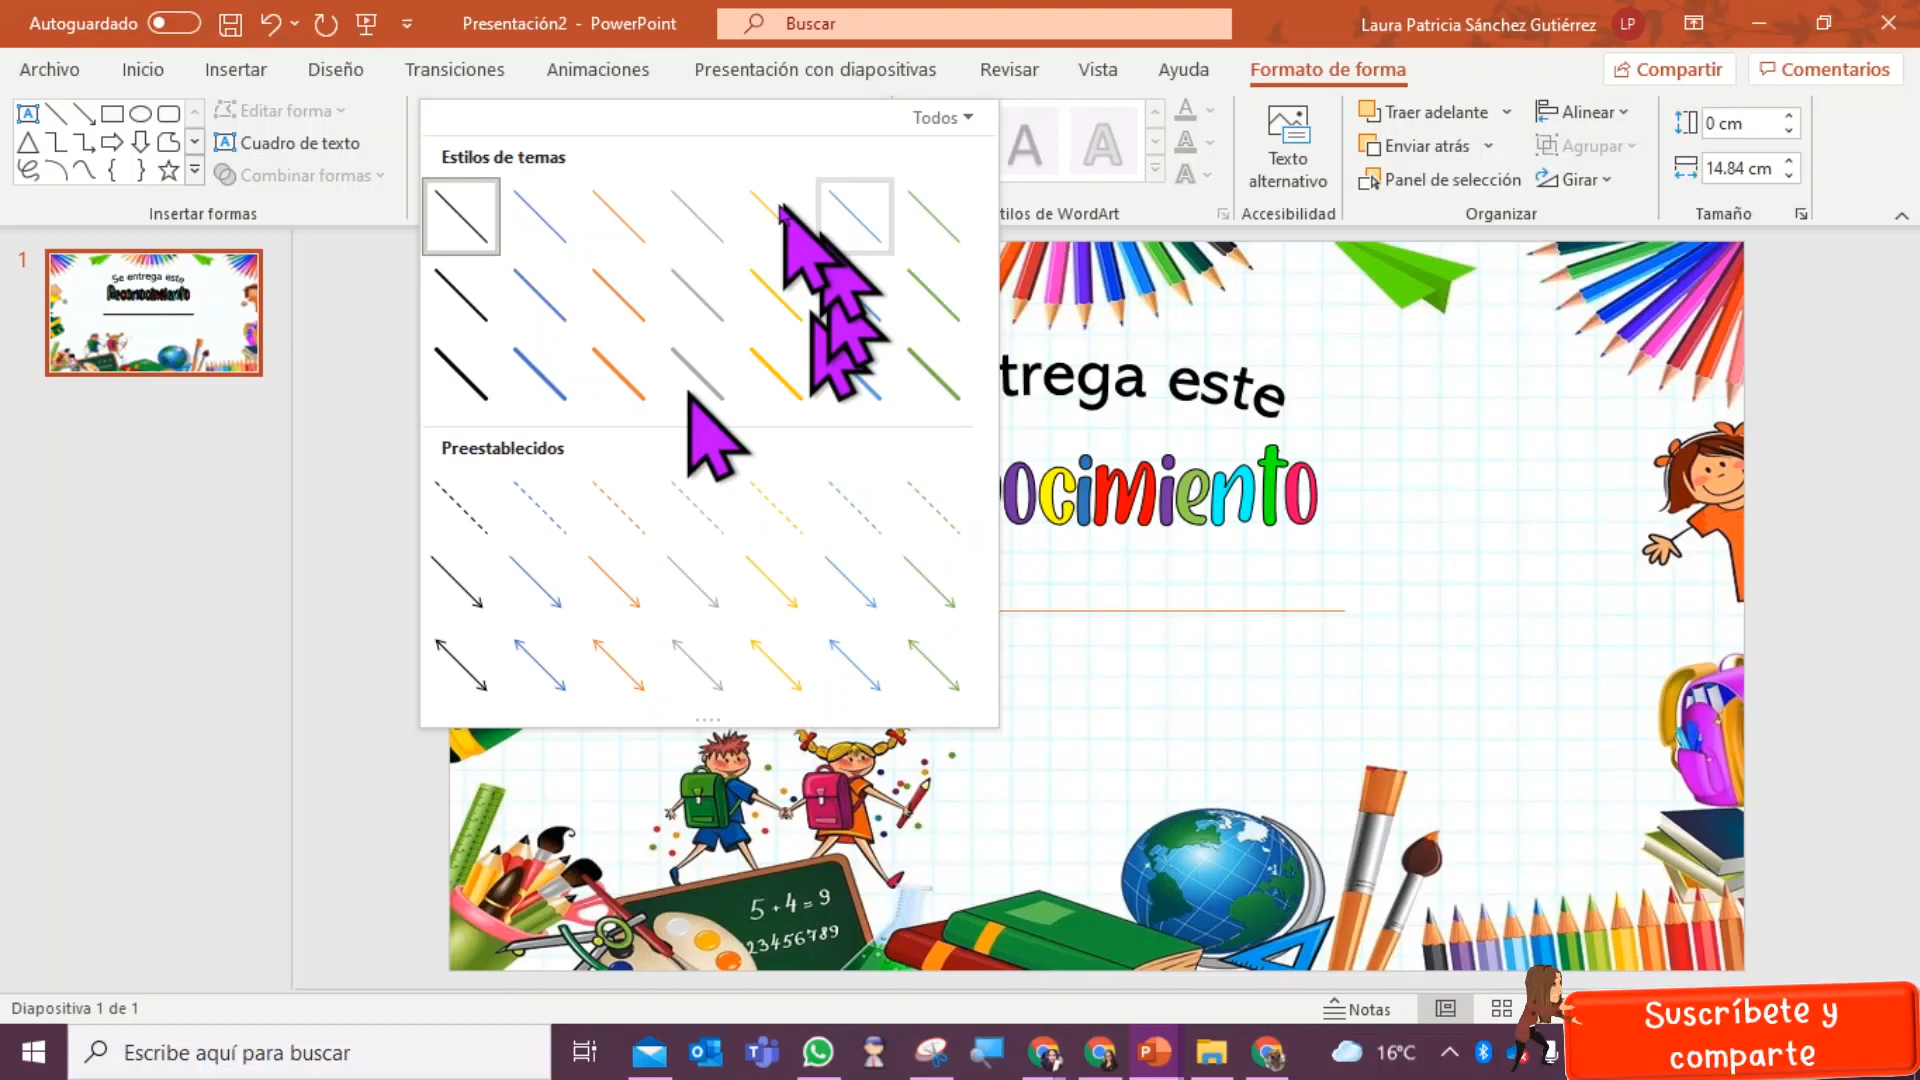 Autoguardado
Presentación2 - PowerPoint
Buscar
Laura Patricia Sánchez Gutiérrez
LP
Archivo
Inicio
Insertar
Diseño
Transiciones
Animaciones
Presentación con diapositivas
Revisar
Vista
Ayuda
Formato de forma
Compartir
Comentarios
Editar forma
Cuadro de texto
Combinar formas
Insertar formas
Todos
Estilos de temas
Preestablecidos
A A
tilos de WordArt
Texto
alternativo
Accesibilidad
Traer adelante
Enviar atrás
Panel de selección
Alinear
Agrupar
Girar
Organizar
0 cm
14.84 cm
Tamaño
1
Se entrega este
Reconocimiento
trega este
ocimiento
5+4=9
23456789
Diapositiva 1 de 1
Notas
Escribe aquí para buscar
16°C
Suscríbete y
comparte